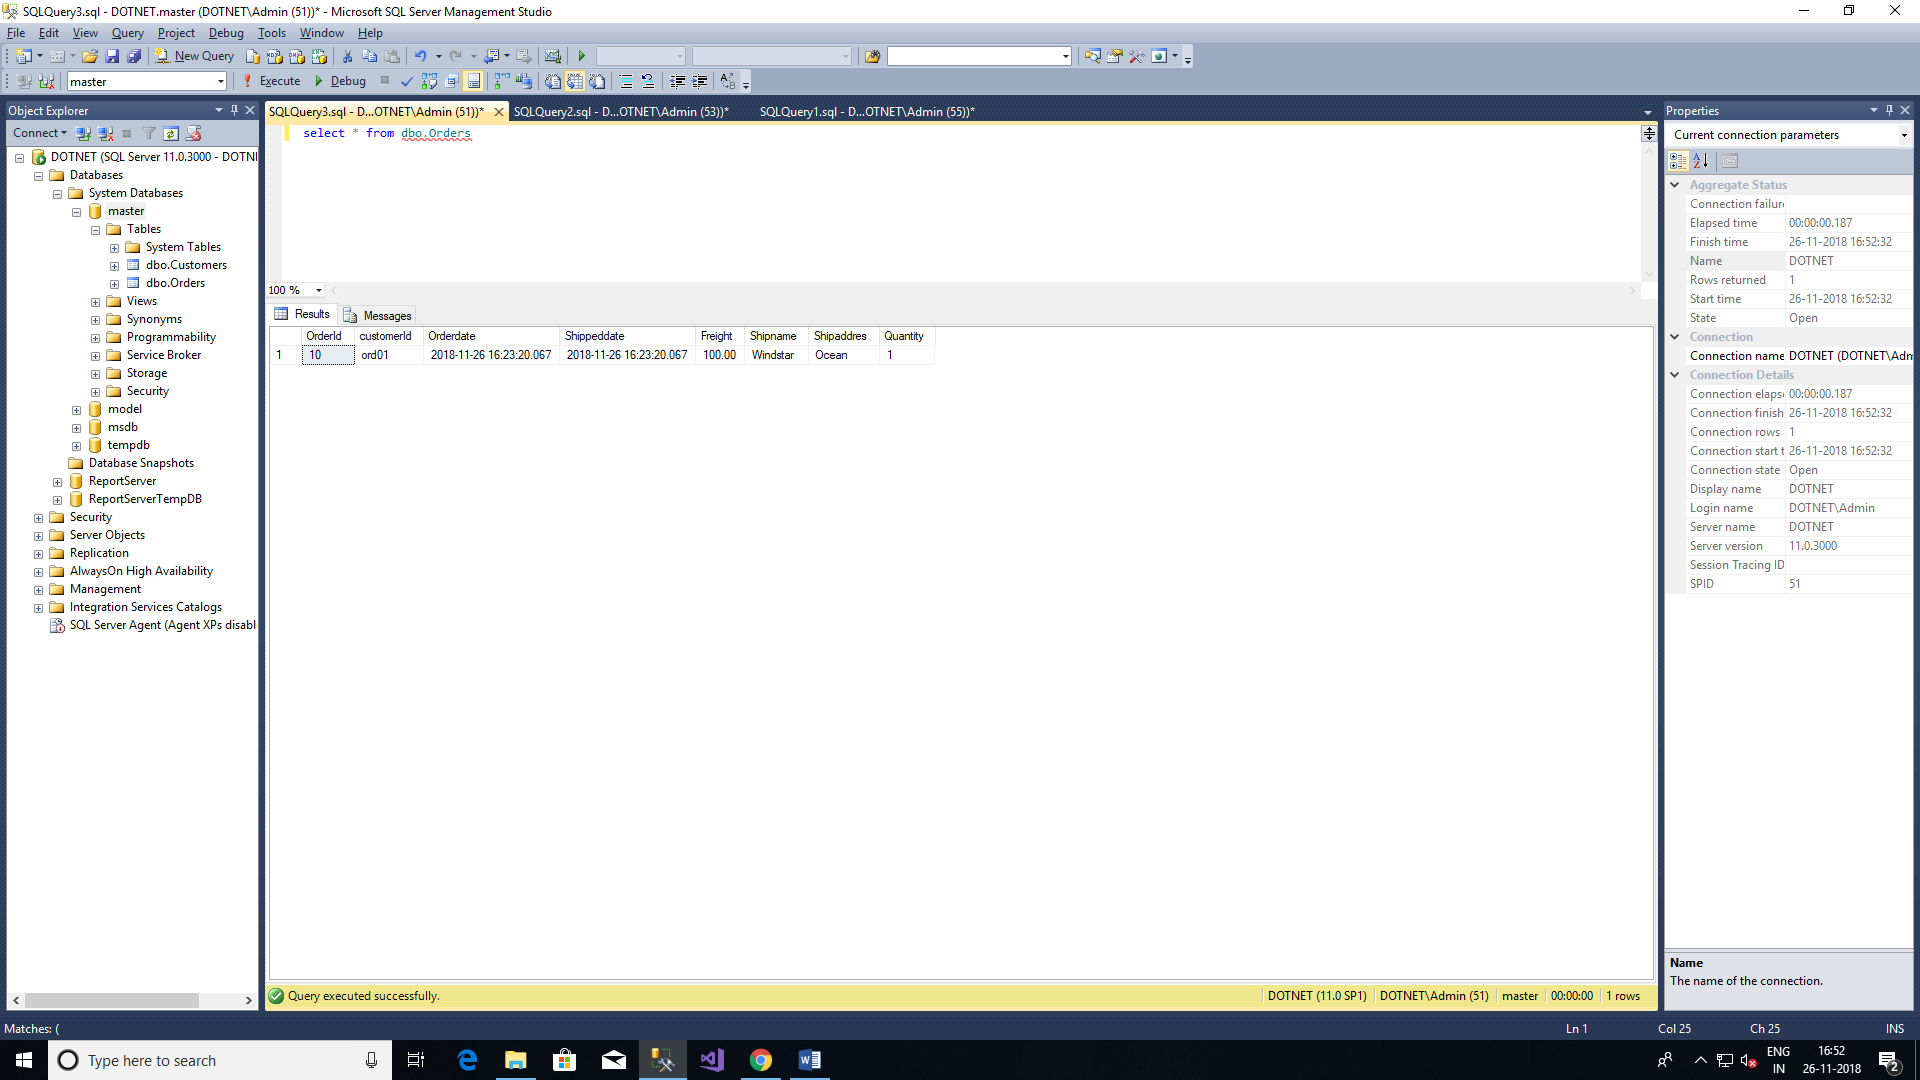 SQLQuery3.sql - DOTNET.master (DOTNET\Admin (51))* - Microsoft SQL Server Management Studio
File Edit View Query Project Debug Tools Window Help
New Query
master Execute Debug
Object Explorer
Connect
DOTNET (SQL Server 11.0.3000 - DOTNI
Databases
System Databases
master
Tables
System Tables
dbo.Customers
dbo.Orders
Views
Synonyms
Programmability
Service Broker
Storage
Security
model
msdb
tempdb
Database Snapshots
ReportServer
ReportServerTempDB
Security
Server Objects
Replication
AlwaysOn High Availability
Management
Integration Services Catalogs
SQL Server Agent (Agent XPs disabl
SQLQuery3.sql - D...OTNET\Admin (51))* SQLQuery2.sql - D...OTNET\Admin (53))* SQLQuery1.sql - D...OTNET\Admin (55))*
select * from dbo.Orders
100 %
Results Messages
OrderId customerId Orderdate Shippeddate Freight Shipname Shipaddres Quantity
1 10 ord01 2018-11-26 16:23:20.067 2018-11-26 16:23:20.067 100.00 Windstar Ocean 1
Query executed successfully. DOTNET (11.0 SP1) DOTNET\Admin (51) master 00:00:00 1 rows
Properties
Current connection parameters
Aggregate Status
Connection failure
Elapsed time 00:00:00.187
Finish time 26-11-2018 16:52:32
Name DOTNET
Rows returned 1
Start time 26-11-2018 16:52:32
State Open
Connection
Connection name DOTNET (DOTNET\Adm
Connection Details
Connection elaps 00:00:00.187
Connection finish 26-11-2018 16:52:32
Connection rows 1
Connection start t 26-11-2018 16:52:32
Connection state Open
Display name DOTNET
Login name DOTNET\Admin
Server name DOTNET
Server version 11.0.3000
Session Tracing ID
SPID 51
Name
The name of the connection.
Matches: ( Ln 1 Col 25 Ch 25 INS
Type here to search
ENG
IN
16:52
26-11-2018
2